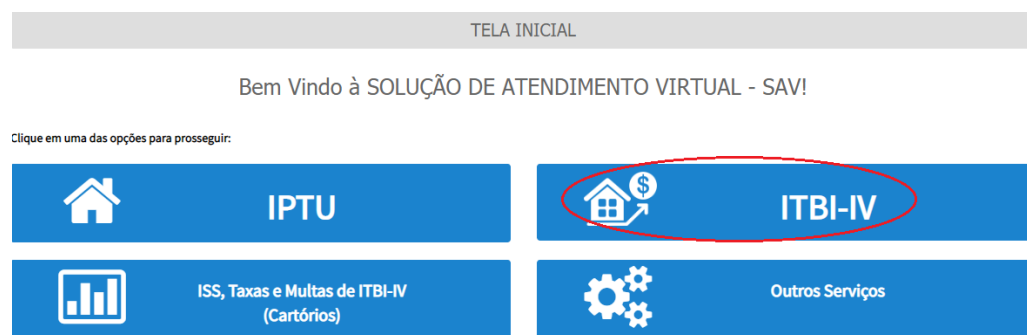 TELA INICIAL
Bem Vindo à SOLUÇÃO DE ATENDIMENTO VIRTUAL - SAV!
Clique em uma das opções para prosseguir:
IPTU
$
ITBI-IV
ISS, Taxas e Multas de ITBI-IV
(Cartórios)
Outros Serviços